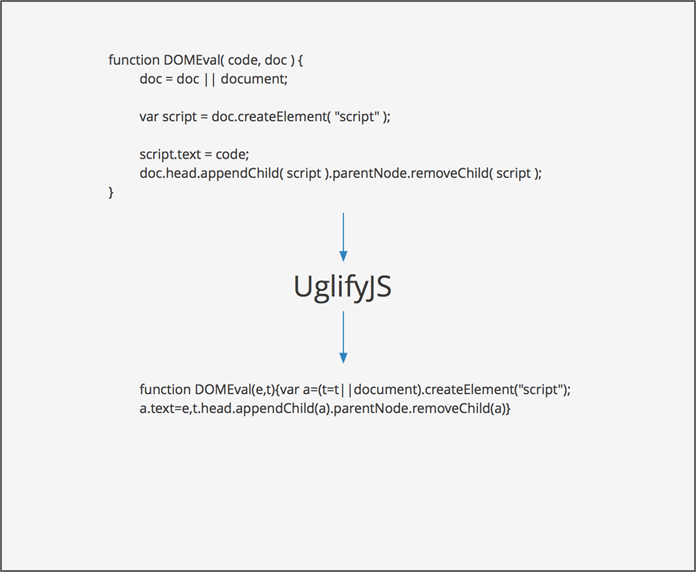 function DOMEval( code, doc ) {
doc = doc || document;
var script = doc.createElement( "script" );
script.text = code;
doc.head.appendChild( script ).parentNode.removeChild( script );
}
UglifyJS
function DOMEval(e,t){var a=(t=t||document).createElement("script");
a.text=e,t.head.appendChild(a).parentNode.removeChild(a)}